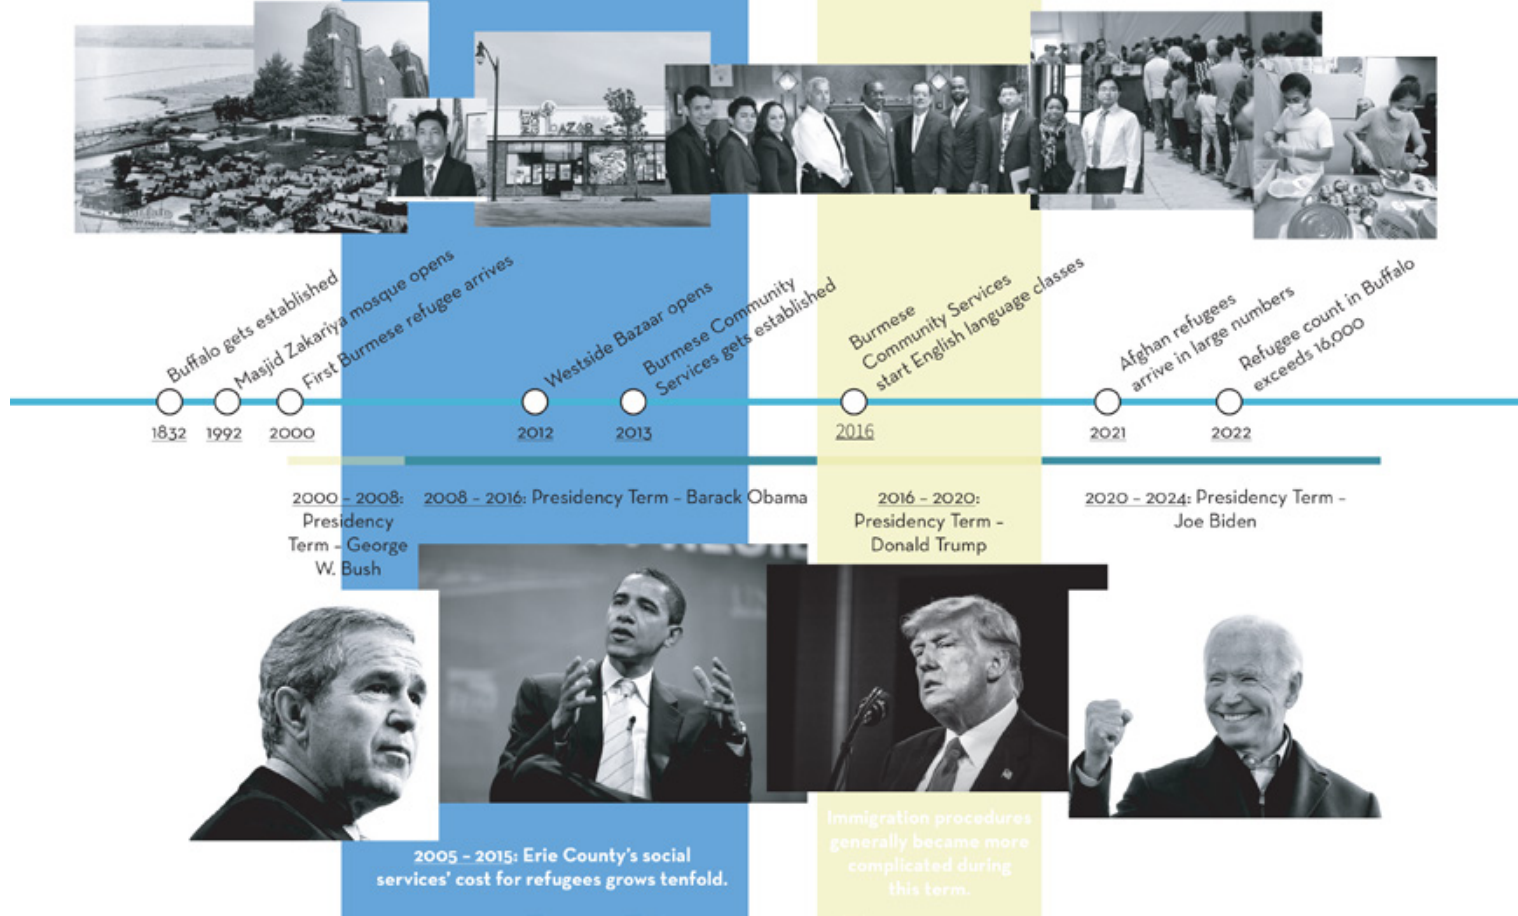 BAZAR
Buffalo gets established
Masjid Zakariya mosque opens
First Burmese refugee arrives
Westside Bazaar opens
Burmese Community
Services gets established
Burmese
Community Services
start English language classes
Afghan refugees
arrive in large numbers
Refugee count in Buffalo
exceeds 16,000
1832
1992
2000
2012
2013
2016
2021
2022
2000 – 2008:
Presidency
Term – George
W. Bush
2008 – 2016: Presidency Term – Barack Obama
2016 – 2020:
Presidency Term –
Donald Trump
2020 – 2024: Presidency Term –
Joe Biden
2005 – 2015: Erie County's social
services' cost for refugees grows tenfold.
Immigration procedures
generally became more
complicated during
this term.